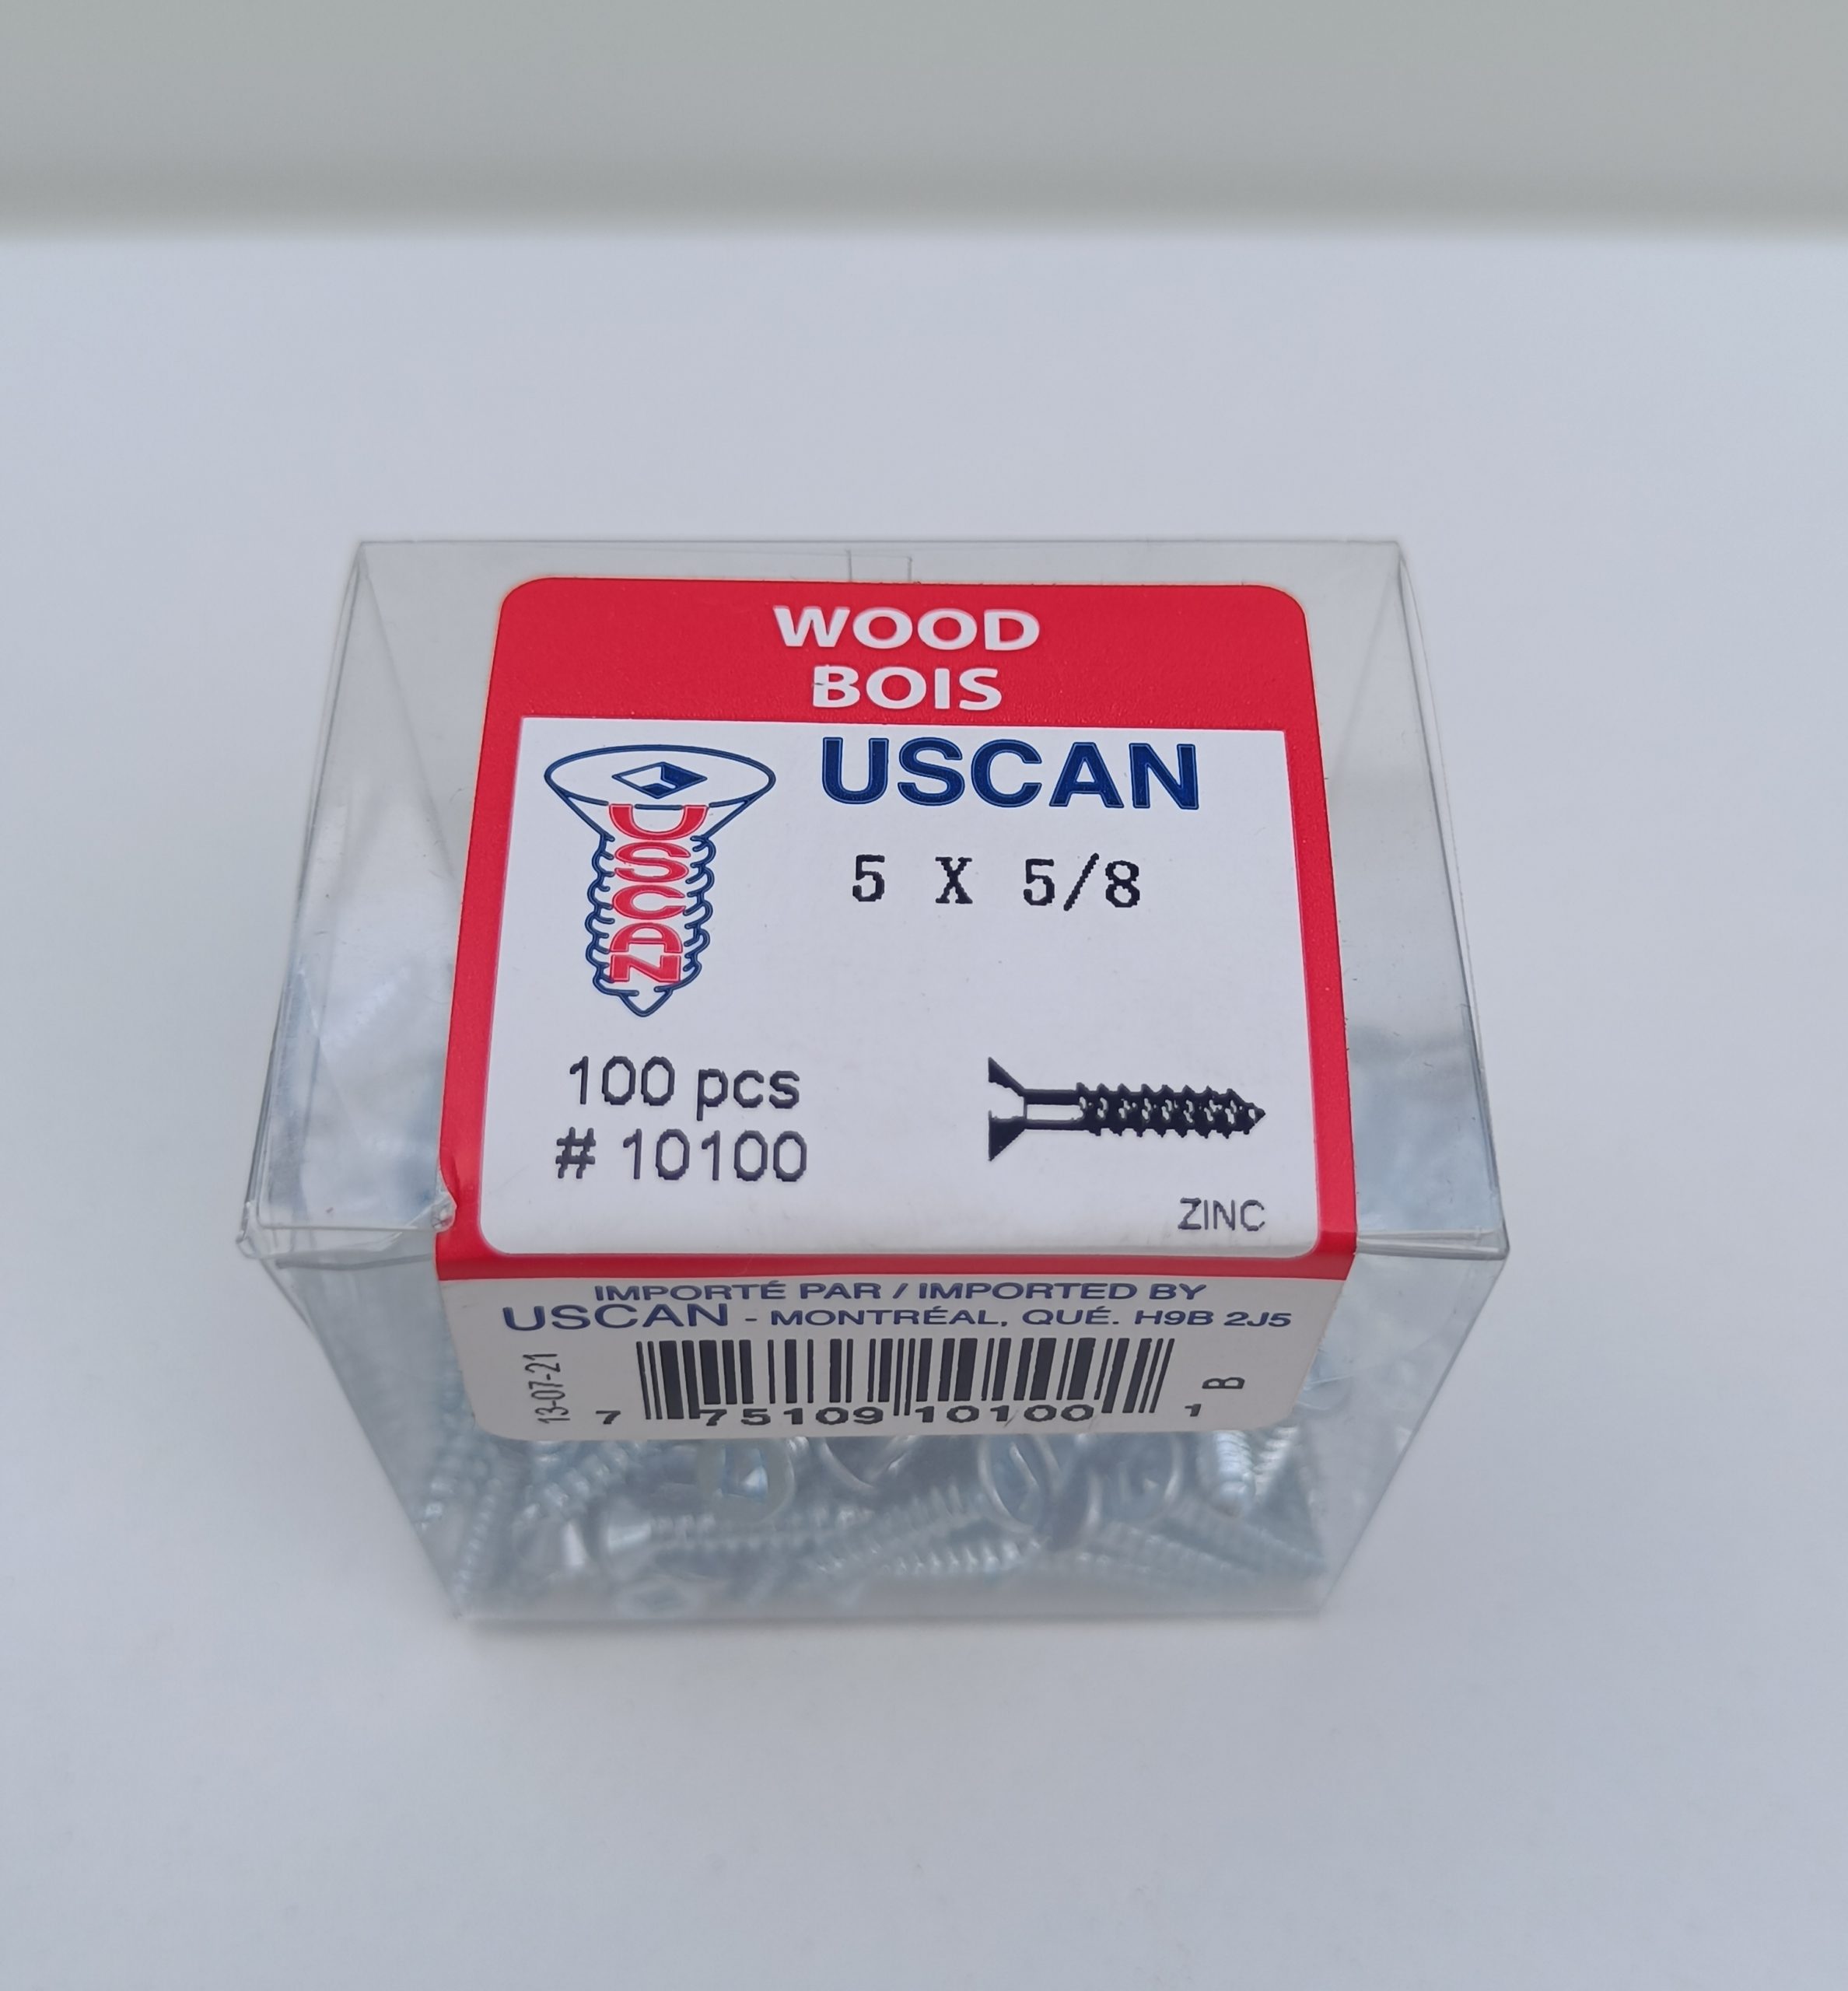 WOOD
BOIS
USCAN
USCAN
5 X 5/8
100 pcs
# 10100
ZINC
IMPORTÉ PAR / IMPORTED BY
USCAN - MONTRÉAL, QUÉ. H9B 2J5
13-07-21
7 75109 10100 1
B